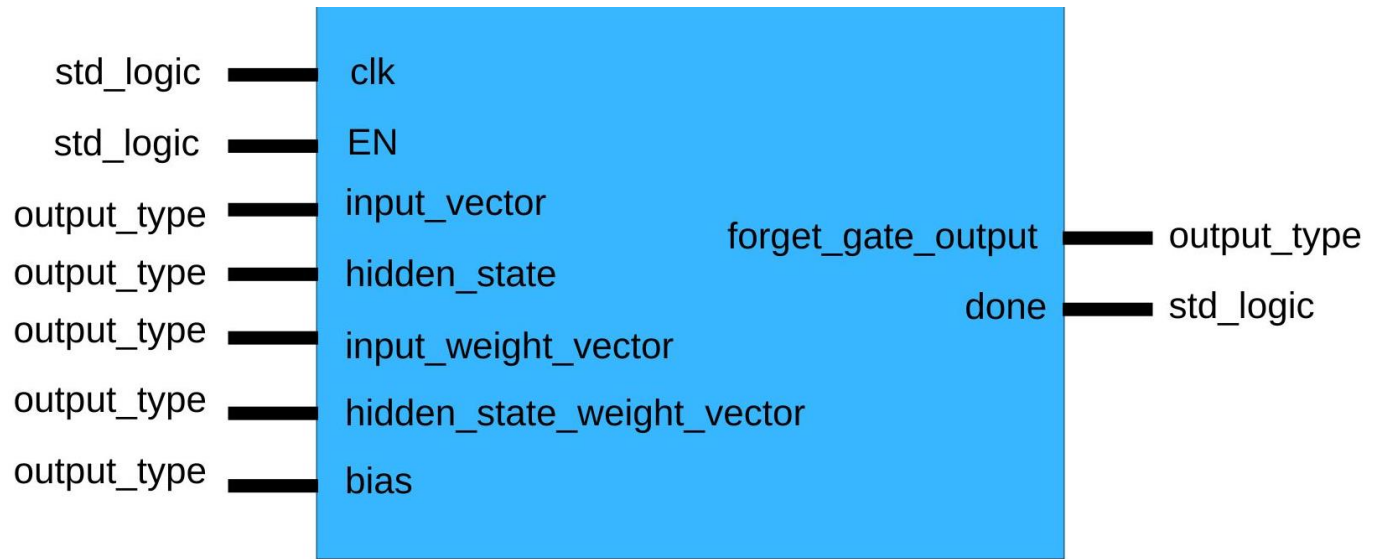 std_logic clk
std_logic EN
output_type input_vector
output_type hidden_state
output_type input_weight_vector
output_type hidden_state_weight_vector
output_type bias
forget_gate_output output_type
done std_logic